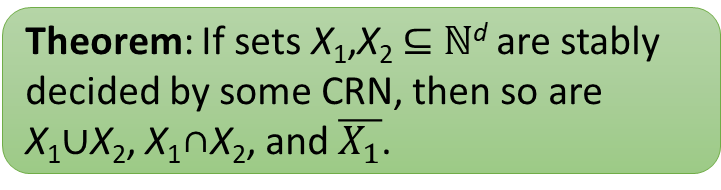 Theorem: If sets X₁,X₂ ⊆ ℕᵈ are stably
decided by some CRN, then so are
X₁∪X₂, X₁∩X₂, and X̅₁.